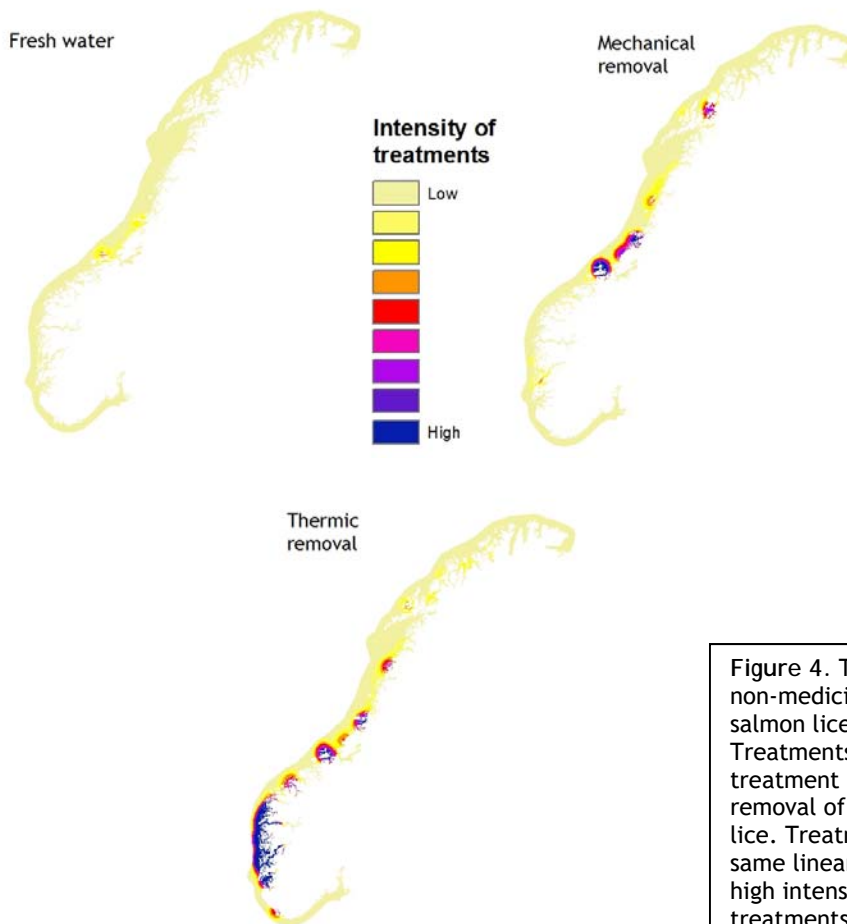 Fresh water
Mechanical
removal
Intensity of
treatments
Low
High
Thermic
removal
Figure 4. T
non-medici
salmon lice
Treatments
treatment
removal of
lice. Treatm
same linear
high intens
treatments